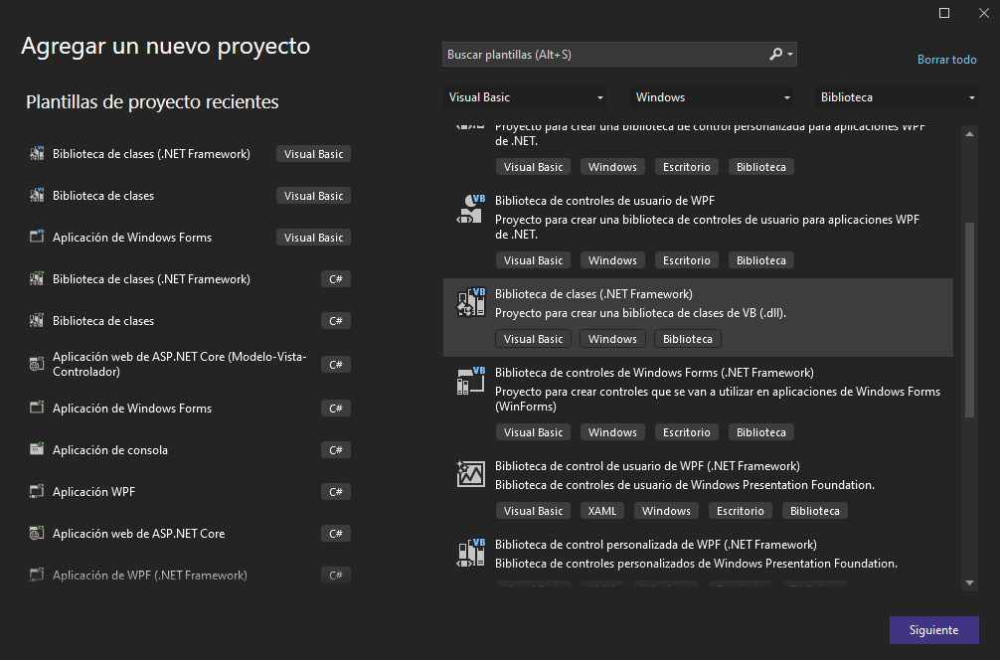 Agregar un nuevo proyecto
Buscar plantillas (Alt+S)
Borrar todo
Plantillas de proyecto recientes
Visual Basic
Windows
Biblioteca
Biblioteca de clases (.NET Framework)
Visual Basic
Biblioteca de clases
Visual Basic
Aplicación de Windows Forms
Visual Basic
Biblioteca de clases (.NET Framework)
C#
Biblioteca de clases
C#
Aplicación web de ASP.NET Core (Modelo-Vista-
Controlador)
C#
Aplicación de Windows Forms
C#
Aplicación de consola
C#
Aplicación WPF
C#
Aplicación web de ASP.NET Core
C#
Aplicación de WPF (.NET Framework)
C#
Proyecto para crear una biblioteca de control personalizada para aplicaciones WPF
de .NET.
Visual Basic Windows Escritorio Biblioteca
VB
Biblioteca de controles de usuario de WPF
Proyecto para crear una biblioteca de controles de usuario para aplicaciones WPF
de .NET.
Visual Basic Windows Escritorio Biblioteca
VB
Biblioteca de clases (.NET Framework)
Proyecto para crear una biblioteca de clases de VB (.dll).
Visual Basic Windows Biblioteca
VB
Biblioteca de controles de Windows Forms (.NET Framework)
Proyecto para crear controles que se van a utilizar en aplicaciones de Windows Forms
(WinForms)
Visual Basic Windows Escritorio Biblioteca
Biblioteca de control de usuario de WPF (.NET Framework)
Biblioteca de controles de usuario de Windows Presentation Foundation.
Visual Basic XAML Windows Escritorio Biblioteca
VB
Biblioteca de control personalizada de WPF (.NET Framework)
Biblioteca de controles personalizados de Windows Presentation Foundation.
Siguiente